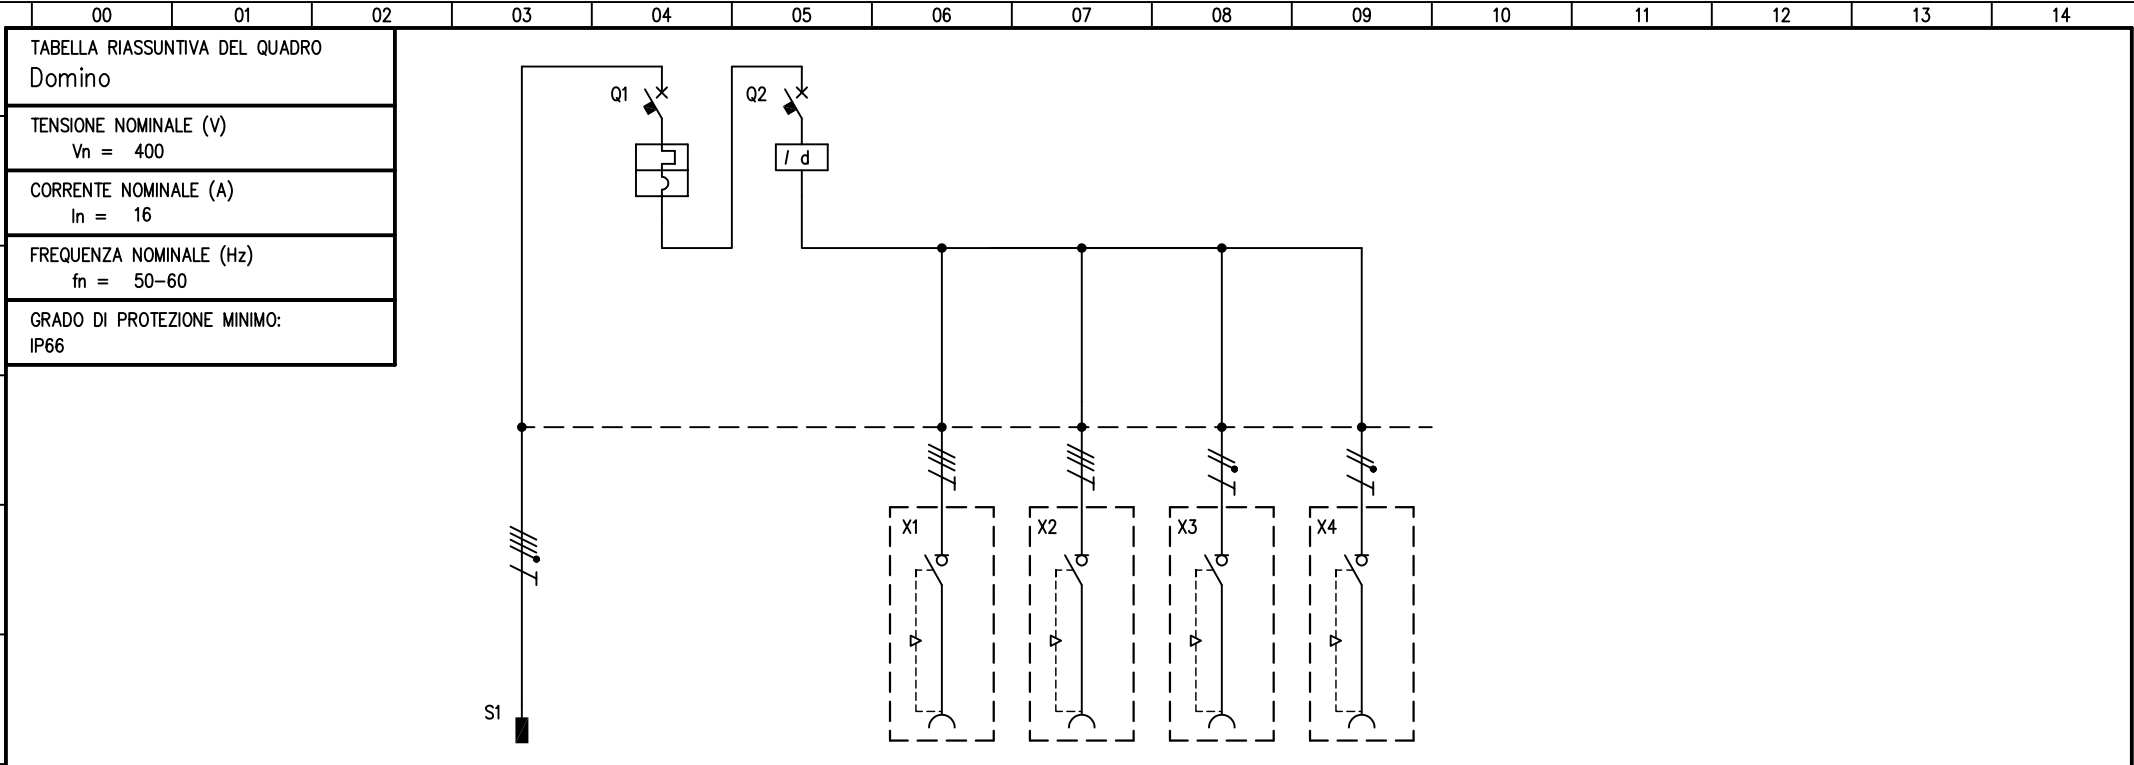 00 01 02 03 04 05 06 07 08 09 10 11 12 13 14
TABELLA RIASSUNTIVA DEL QUADRO
Domino
TENSIONE NOMINALE (V)
Vn = 400
CORRENTE NOMINALE (A)
In = 16
FREQUENZA NOMINALE (Hz)
fn = 50-60
GRADO DI PROTEZIONE MINIMO:
IP66
Q1 Q2
I d
X1 X2 X3 X4
S1